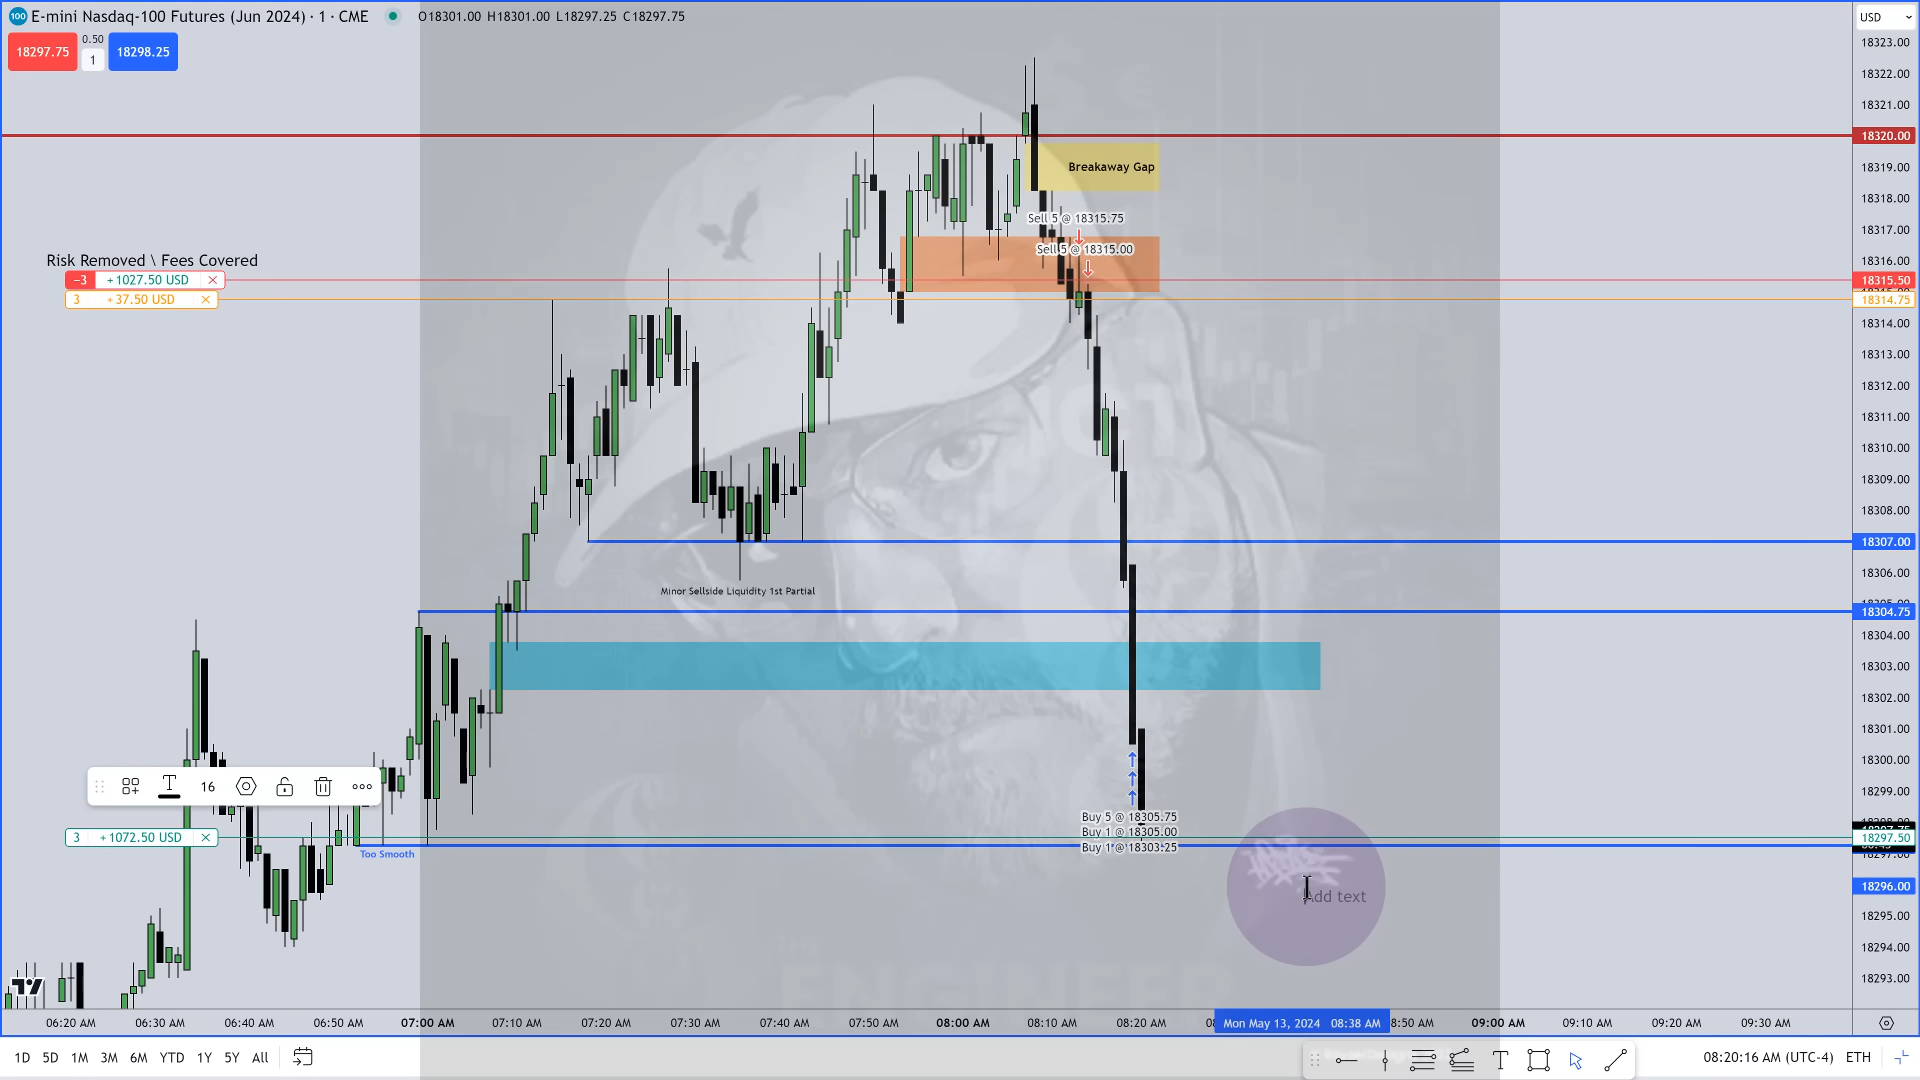 E-mini Nasdaq-100 Futures (Jun 2024) · 1 · CME O18301.00 H18301.00 L18297.25 C18297.75
100
USD
18297.75 0.50 1 18298.25
18323.00
18322.00
18321.00
18320.00
Breakaway Gap
18319.00
18318.00
Sell 5 @ 18315.75
18317.00
Sell 5 @ 18315.00
Risk Removed \ Fees Covered
18316.00
−3 +1027.50 USD
18315.50
3 +37.50 USD
18314.75
18314.00
18313.00
18312.00
18311.00
18310.00
18309.00
18308.00
18307.00
18306.00
Minor Sellside Liquidity 1st Partial
18304.75
18304.00
18303.00
18302.00
18301.00
18300.00
16
18299.00
Buy 5 @ 18305.75
Buy 1 @ 18305.00
3 +1072.50 USD
18297.50
Buy 1 @ 18303.25
Too Smooth
18297.00
18296.00
Add text
18295.00
18294.00
18293.00
THE
ENGINEER
06:20 AM 06:30 AM 06:40 AM 06:50 AM 07:00 AM 07:10 AM 07:20 AM 07:30 AM 07:40 AM 07:50 AM 08:00 AM 08:10 AM 08:20 AM Mon May 13, 2024 08:38 AM 8:50 AM 09:00 AM 09:10 AM 09:20 AM 09:30 AM
1D 5D 1M 3M 6M YTD 1Y 5Y All
08:20:16 AM (UTC-4) ETH